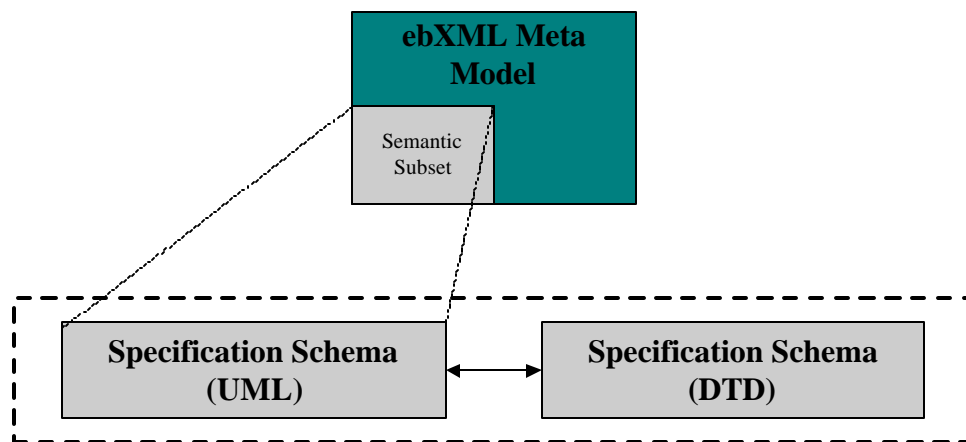 ebXML Meta
Model
Semantic
Subset
Specification Schema
(UML)
Specification Schema
(DTD)